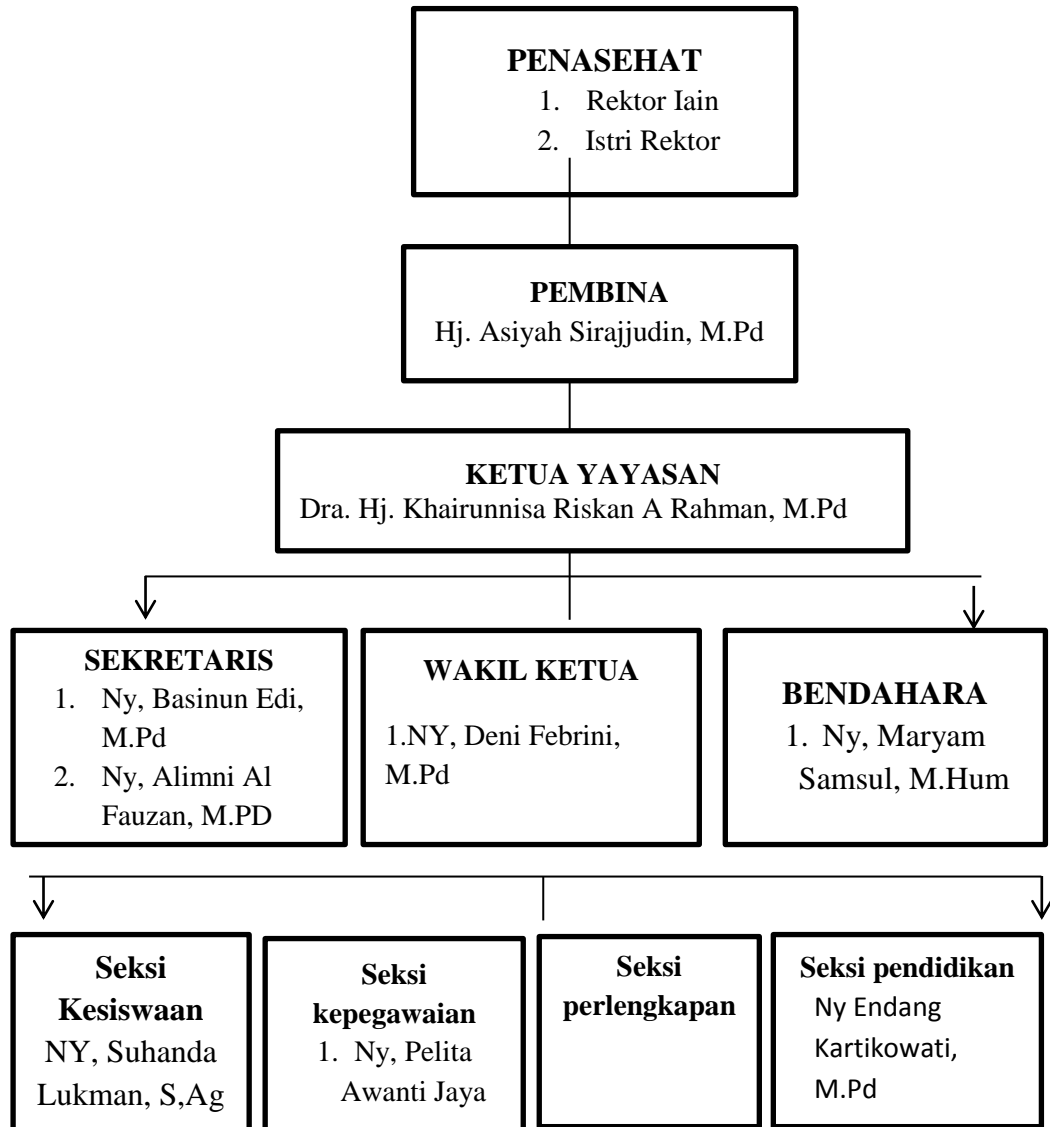 PENASEHAT
1. Rektor Iain
2. Istri Rektor
PEMBINA
Hj. Asiyah Sirajjudin, M.Pd
KETUA YAYASAN
Dra. Hj. Khairunnisa Riskan A Rahman, M.Pd
SEKRETARIS
1. Ny, Basinun Edi,
M.Pd
2. Ny, Alimni Al
Fauzan, M.PD
WAKIL KETUA
1.NY, Deni Febrini,
M.Pd
BENDAHARA
1. Ny, Maryam
Samsul, M.Hum
Seksi
Kesiswaan
NY, Suhanda
Lukman, S,Ag
Seksi
kepegawaian
1. Ny, Pelita
Awanti Jaya
Seksi
perlengkapan
Seksi pendidikan
Ny Endang
Kartikowati,
M.Pd